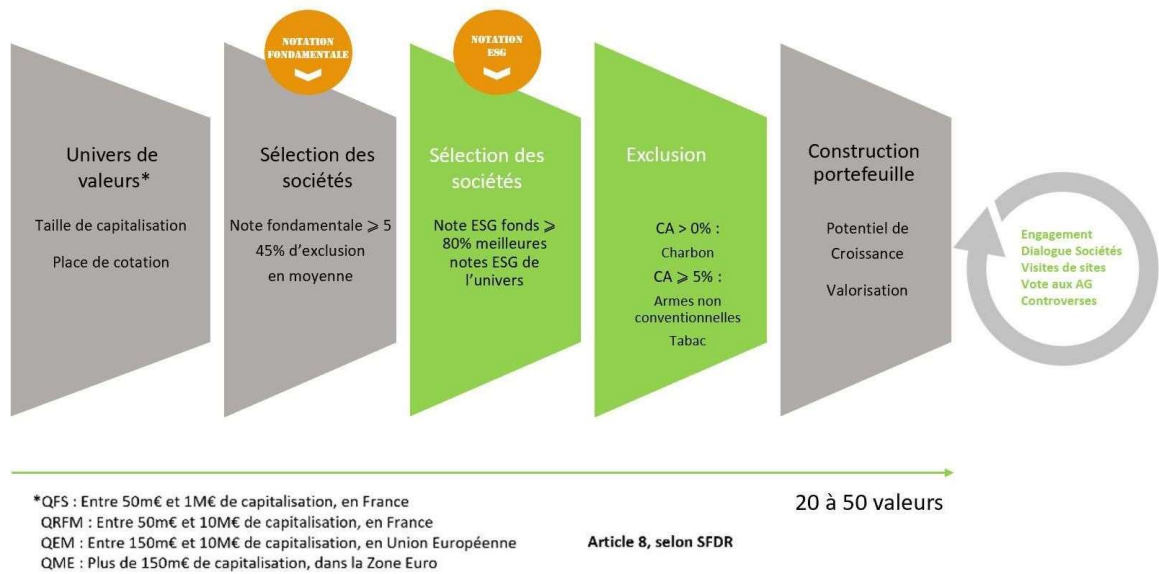 NOTATION
FONDAMENTALE
NOTATION
ESG
Univers de
valeurs*
Taille de capitalisation
Place de cotation
Sélection des
sociétés
Note fondamentale ⩾ 5
45% d’exclusion
en moyenne
Sélection des
sociétés
Note ESG fonds ⩾
80% meilleures
notes ESG de
l’univers
Exclusion
CA > 0% :
Charbon
CA ⩾ 5% :
Armes non
conventionnelles
Tabac
Construction
portefeuille
Potentiel de
Croissance
Valorisation
Engagement
Dialogue Sociétés
Visites de sites
Vote aux AG
Controverses
20 à 50 valeurs
*QFS : Entre 50m€ et 1M€ de capitalisation, en France
QRFM : Entre 50m€ et 10M€ de capitalisation, en France
QEM : Entre 150m€ et 10M€ de capitalisation, en Union Européenne
QME : Plus de 150m€ de capitalisation, dans la Zone Euro
Article 8, selon SFDR